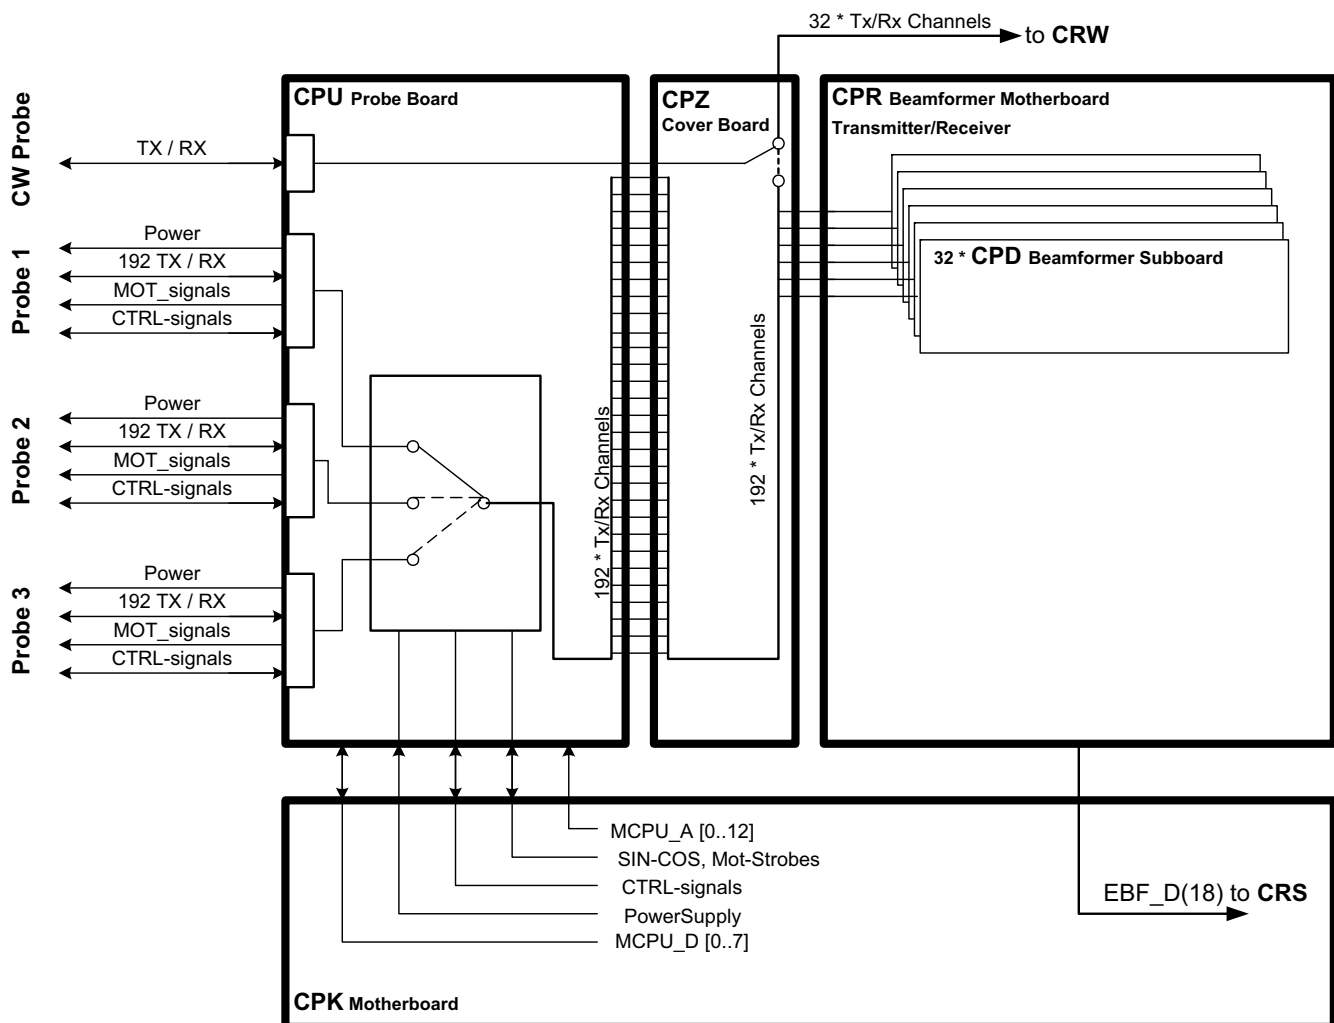 32 * Tx/Rx Channels
to CRW
CPU Probe Board
CPZ
Cover Board
CPR Beamformer Motherboard
Transmitter/Receiver
CW Probe
TX / RX
Probe 1
Power
192 TX / RX
MOT_signals
CTRL-signals
32 * CPD Beamformer Subboard
Probe 2
Power
192 TX / RX
MOT_signals
CTRL-signals
192 * Tx/Rx Channels
192 * Tx/Rx Channels
Probe 3
Power
192 TX / RX
MOT_signals
CTRL-signals
MCPU_A [0..12]
SIN-COS, Mot-Strobes
CTRL-signals
PowerSupply
MCPU_D [0..7]
EBF_D(18) to CRS
CPK Motherboard